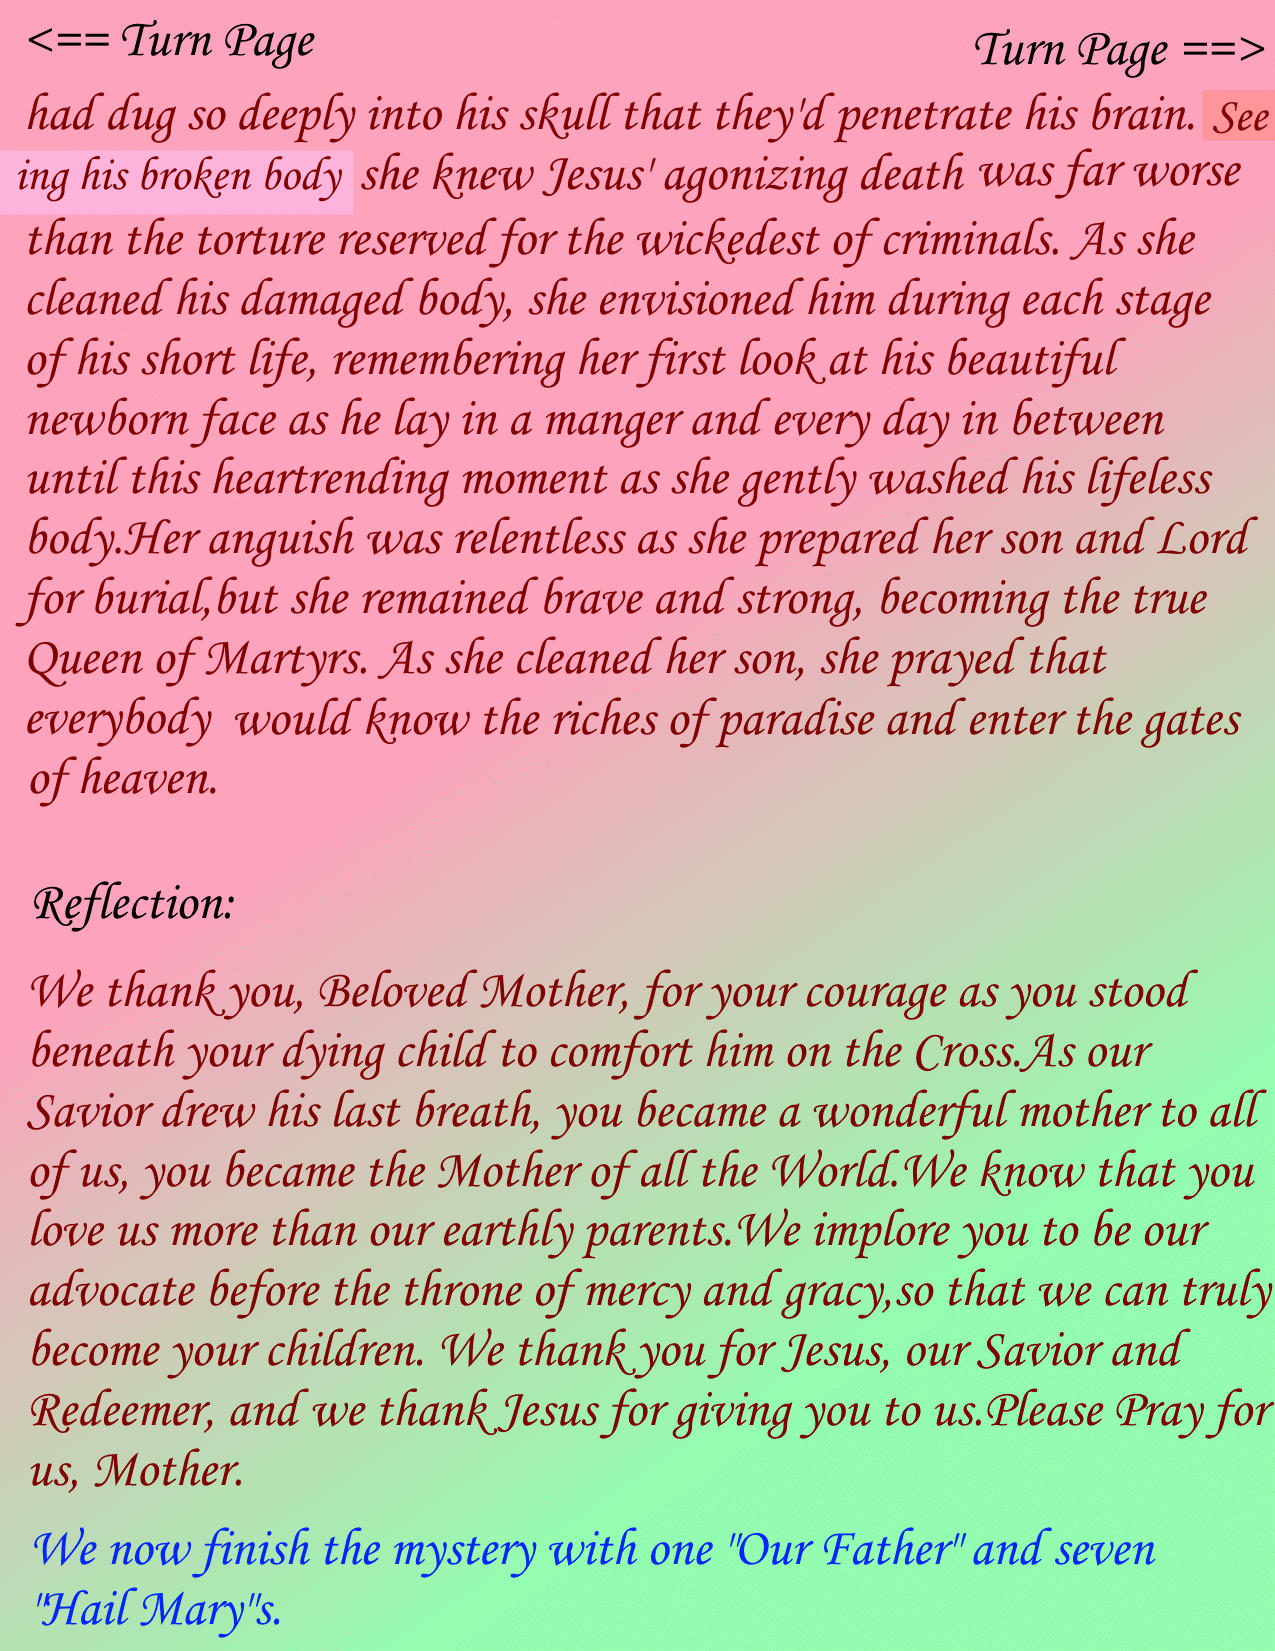 <== Turn Page
Turn Page ==>
had dug so deeply into his skull that they'd penetrate his brain. See
ing his broken body she knew Jesus' agonizing death was far worse
than the torture reserved for the wickedest of criminals. As she
cleaned his damaged body, she envisioned him during each stage
of his short life, remembering her first look at his beautiful
newborn face as he lay in a manger and every day in between
until this heartrending moment as she gently washed his lifeless
body.Her anguish was relentless as she prepared her son and Lord
for burial,but she remained brave and strong, becoming the true
Queen of Martyrs. As she cleaned her son, she prayed that
everybody would know the riches of paradise and enter the gates
of heaven.
Reflection:
We thank you, Beloved Mother, for your courage as you stood
beneath your dying child to comfort him on the Cross.As our
Savior drew his last breath, you became a wonderful mother to all
of us, you became the Mother of all the World.We know that you
love us more than our earthly parents.We implore you to be our
advocate before the throne of mercy and gracy,so that we can truly
become your children. We thank you for Jesus, our Savior and
Redeemer, and we thank Jesus for giving you to us.Please Pray for
us, Mother.
We now finish the mystery with one "Our Father" and seven
"Hail Mary"s.